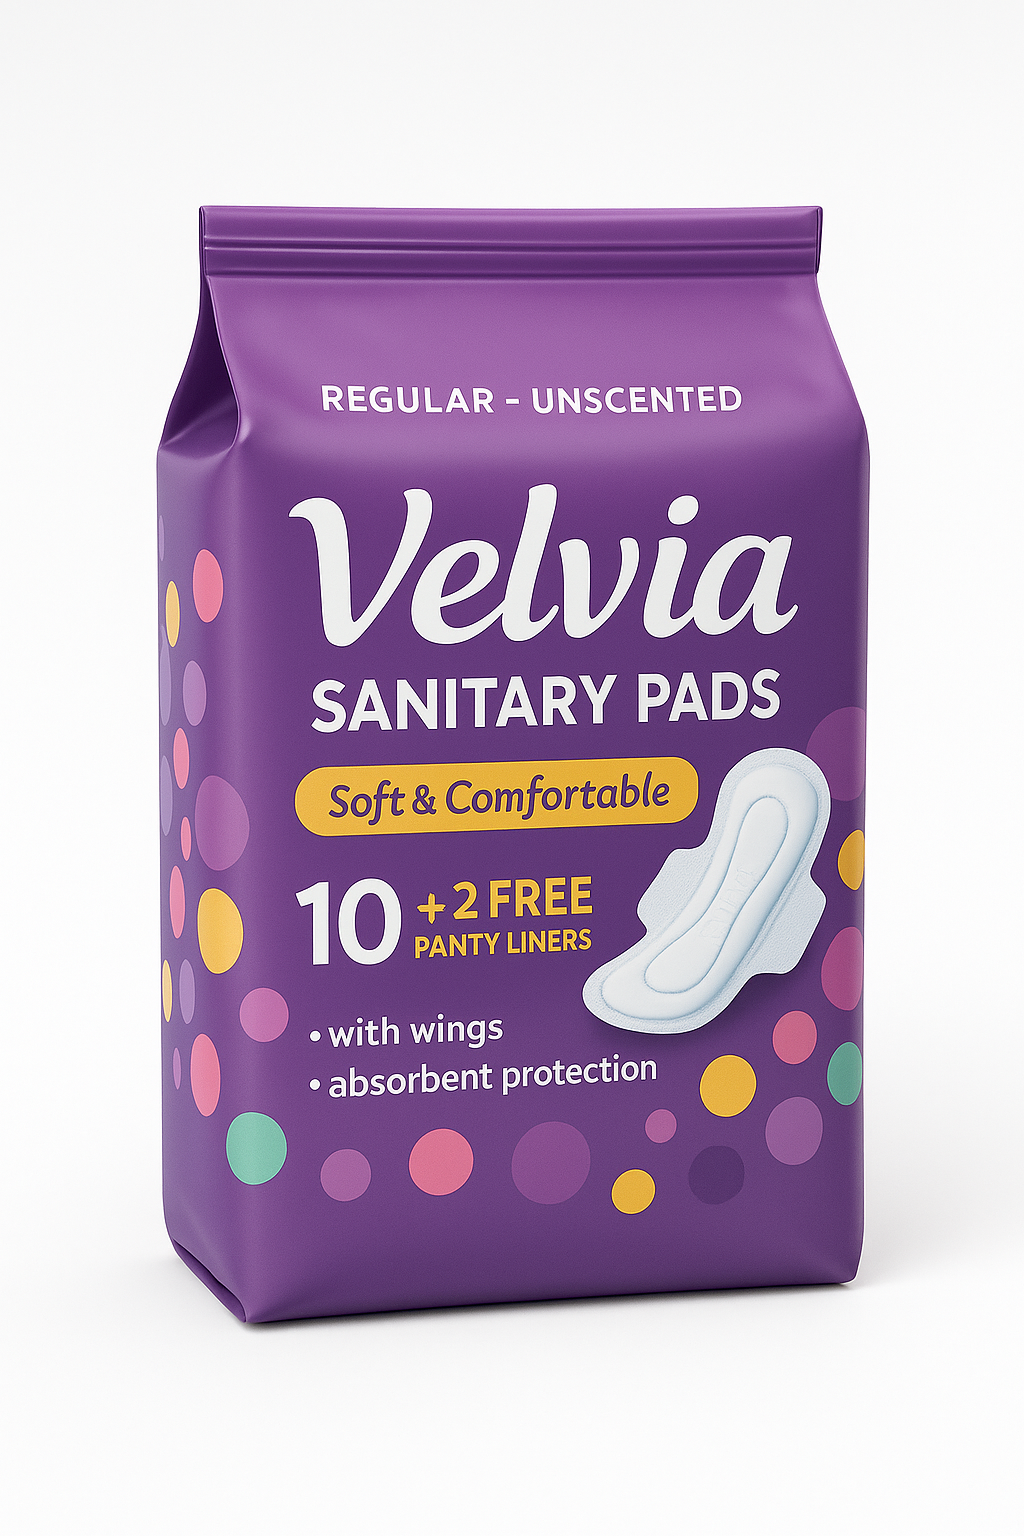 REGULAR - UNSCENTED
Velvia
SANITARY PADS
Soft & Comfortable
10 + 2 FREE
PANTY LINERS
• with wings
• absorbent protection